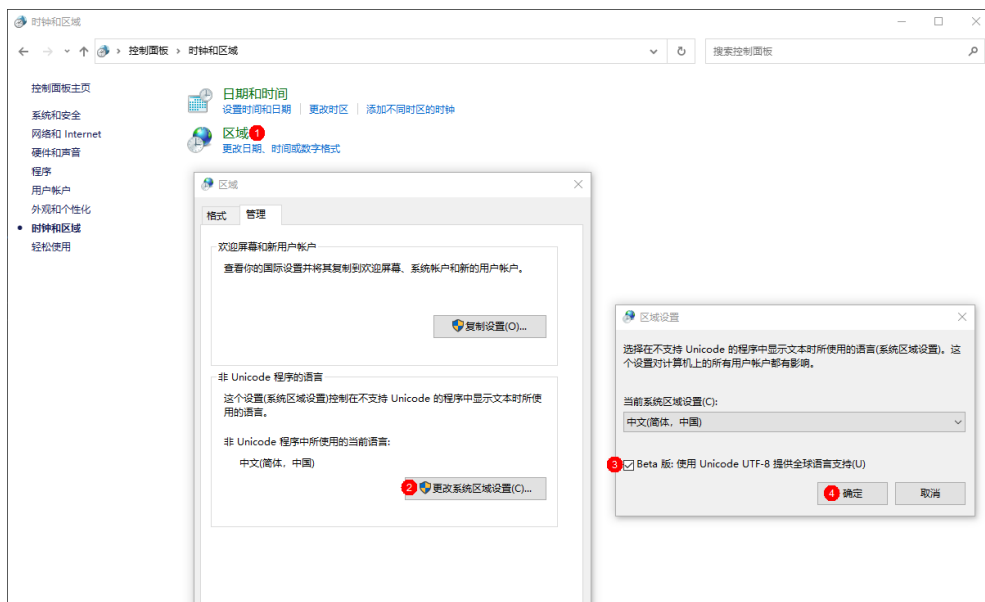 时钟和区域
控制面板 › 时钟和区域
搜索控制面板
控制面板主页
系统和安全
网络和 Internet
硬件和声音
程序
用户帐户
外观和个性化
时钟和区域
轻松使用
日期和时间
设置时间和日期 更改时区 添加不同时区的时钟
区域 1
更改日期、时间或数字格式
区域
格式 管理
欢迎屏幕和新用户帐户
查看你的国际设置并将其复制到欢迎屏幕、系统帐户和新的用户帐户。
复制设置(O)...
非 Unicode 程序的语言
这个设置(系统区域设置)控制在不支持 Unicode 的程序中显示文本时所使
用的语言。
非 Unicode 程序中所使用的当前语言:
中文(简体，中国)
2 更改系统区域设置(C)...
区域设置
选择在不支持 Unicode 的程序中显示文本时所使用的语言(系统区域设置)。这
个设置对计算机上的所有用户帐户都有影响。
当前系统区域设置(C):
中文(简体，中国)
3 Beta 版: 使用 Unicode UTF-8 提供全球语言支持(U)
4 确定 取消